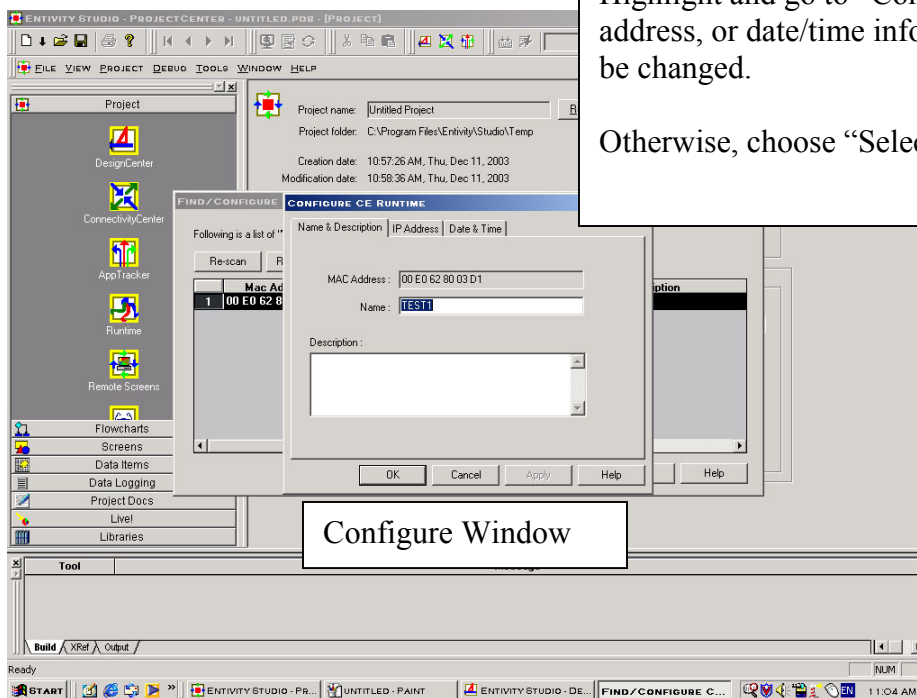 ENTIVITY STUDIO - PROJECTCENTER - UNTITLED.PDB - [PROJECT]
FILE VIEW PROJECT DEBUG TOOLS WINDOW HELP
Highlight and go to
address, or date/time
be changed.
Otherwise, choose
Project
DesignCenter
ConnectivityCenter
AppTracker
Runtime
Remote Screens
Flowcharts
Screens
Data Items
Data Logging
Project Docs
Live!
Libraries
Project name: Untitled Project
Project folder: C:\Program Files\Entivity\Studio\Temp
Creation date: 10:57:26 AM, Thu, Dec 11, 2003
Modification date: 10:58:36 AM, Thu, Dec 11, 2003
FIND/CONFIGURE
Following is a list of
Re-scan
Mac
1 00 E0 62 8
Help
CONFIGURE CE RUNTIME
Name & Description IP Address Date & Time
MAC Address: 00 E0 62 80 03 D1
Name: TEST1
Description:
OK Cancel Apply Help
Configure Window
Tool
Build XRef Output
Ready
NUM
START ENTIVITY STUDIO - PR... UNTITLED - PAINT ENTIVITY STUDIO - DE... FIND/CONFIGURE C... EN 11:04 AM